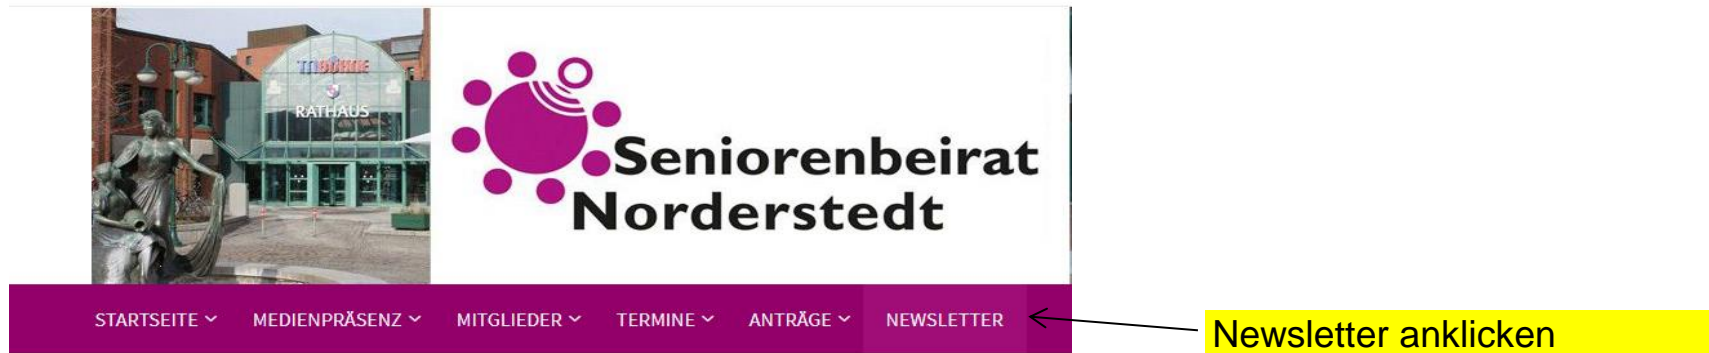 TRIBÜHNE
RATHAUS
Seniorenbeirat
Norderstedt
STARTSEITE MEDIENPRÄSENZ MITGLIEDER TERMINE ANTRÄGE NEWSLETTER
Newsletter anklicken